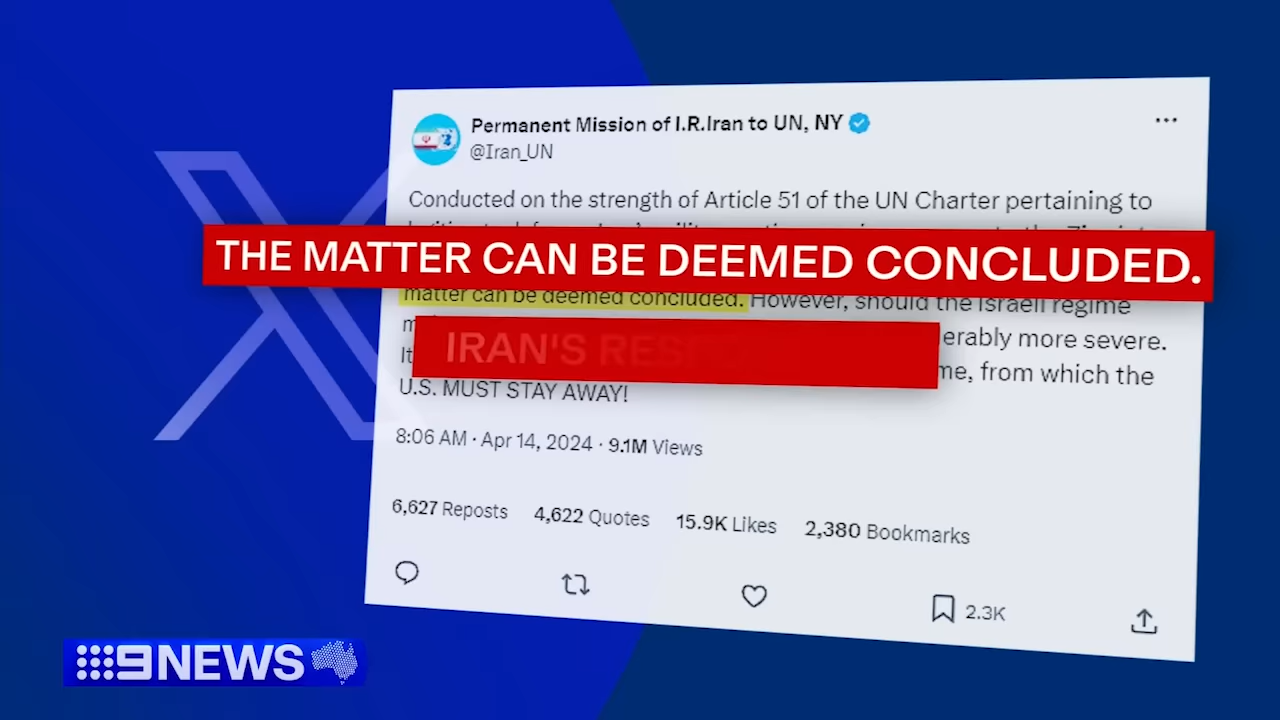 Permanent Mission of I.R.Iran to UN, NY
@Iran_UN
Conducted on the strength of Article 51 of the UN Charter pertaining to
THE MATTER CAN BE DEEMED CONCLUDED.
matter can be deemed concluded. However, should the Israeli regime
IRAN'S
erably more severe.
It
me, from which the
U.S. MUST STAY AWAY!
8:06 AM · Apr 14, 2024 · 9.1M Views
6,627 Reposts 4,622 Quotes 15.9K Likes 2,380 Bookmarks
2.3K
9NEWS